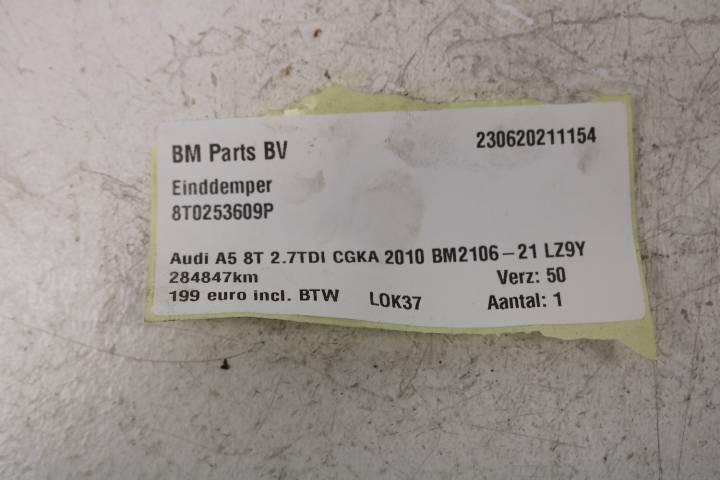 BM Parts BV 230620211154
Einddemper
8T0253609P
Audi A5 8T 2.7TDI CGKA 2010 BM2106-21 LZ9Y
284847km Verz: 50
199 euro incl. BTW LOK37 Aantal: 1